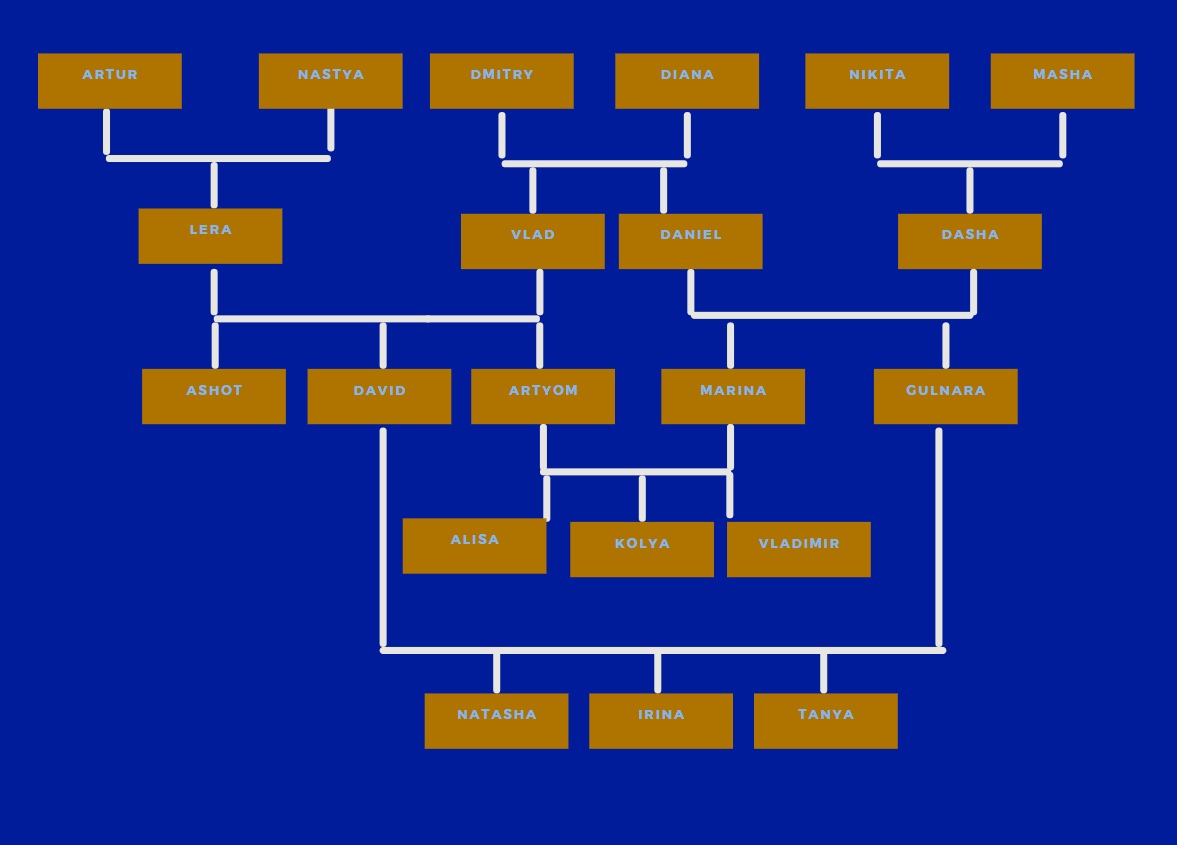 ARTUR
NASTYA
DMITRY
DIANA
NIKITA
MASHA
LERA
VLAD
DANIEL
DASHA
ASHOT
DAVID
ARTYOM
MARINA
GULNARA
ALISA
KOLYA
VLADIMIR
NATASHA
IRINA
TANYA